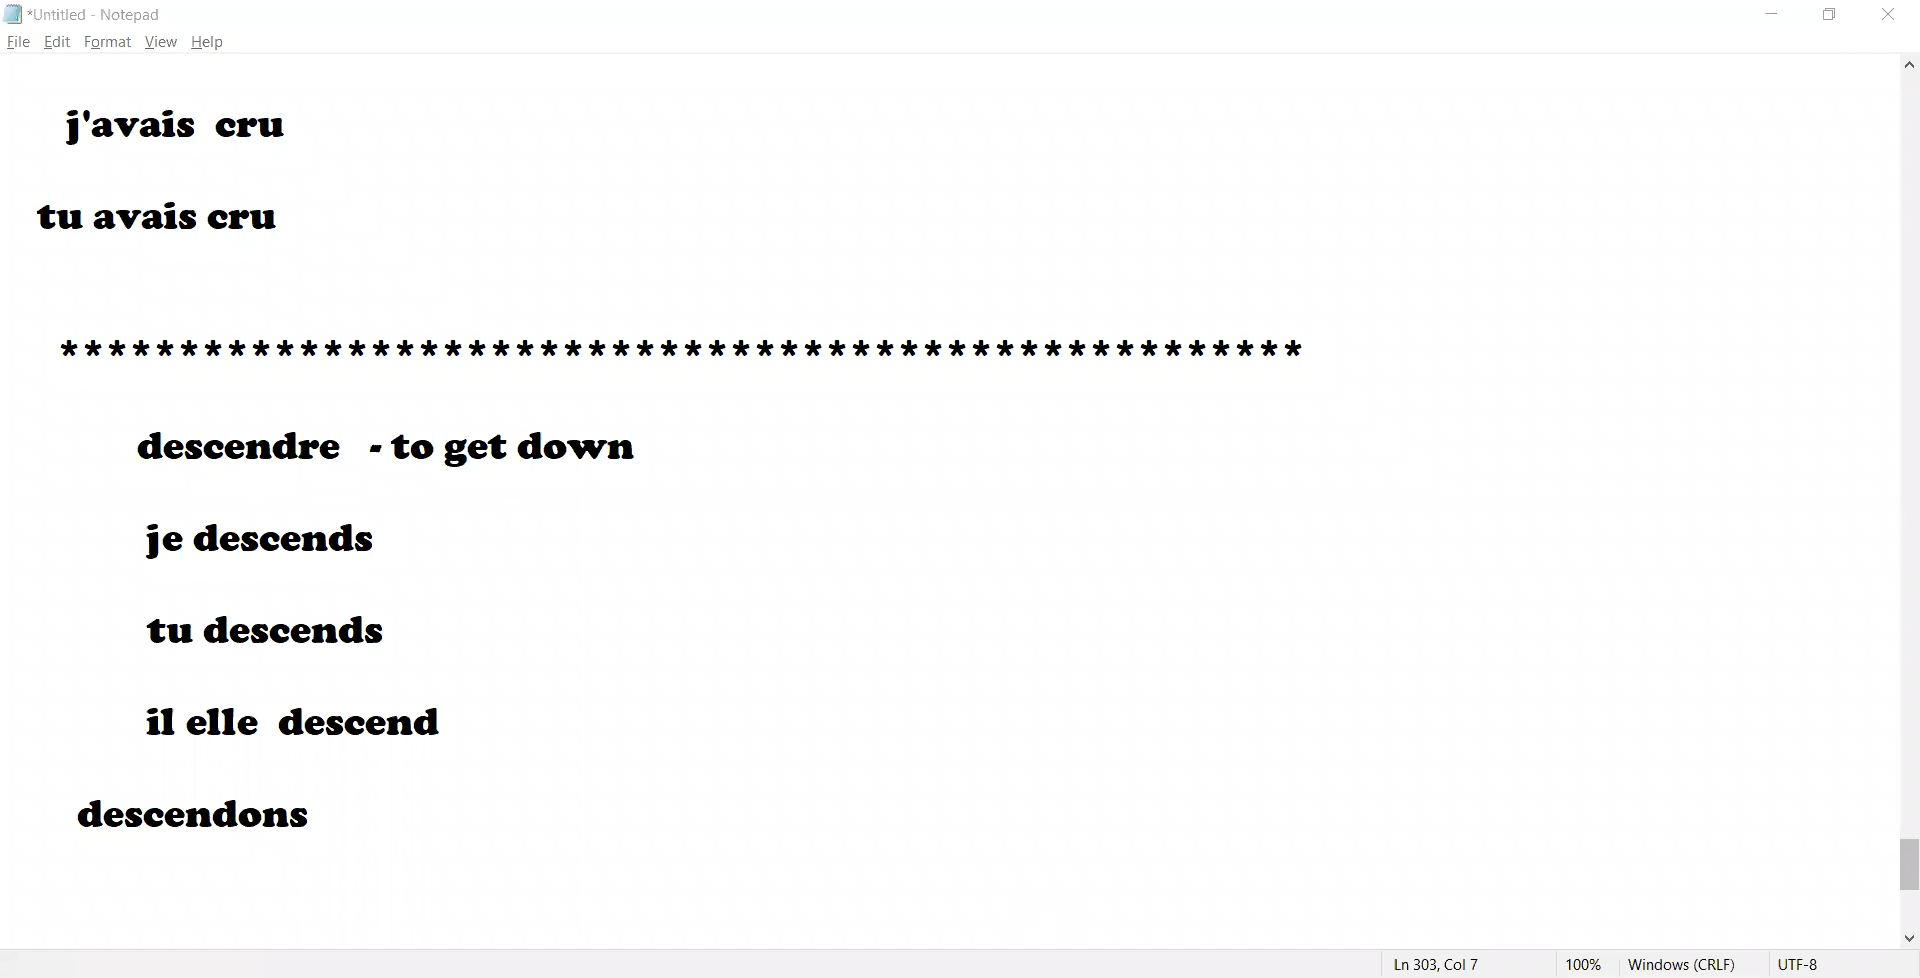 *Untitled - Notepad
File Edit Format View Help
j'avais cru
tu avais cru
****************************************************
descendre - to get down
je descends
tu descends
il elle descend
descendons
Ln 303, Col 7 100% Windows (CRLF) UTF-8